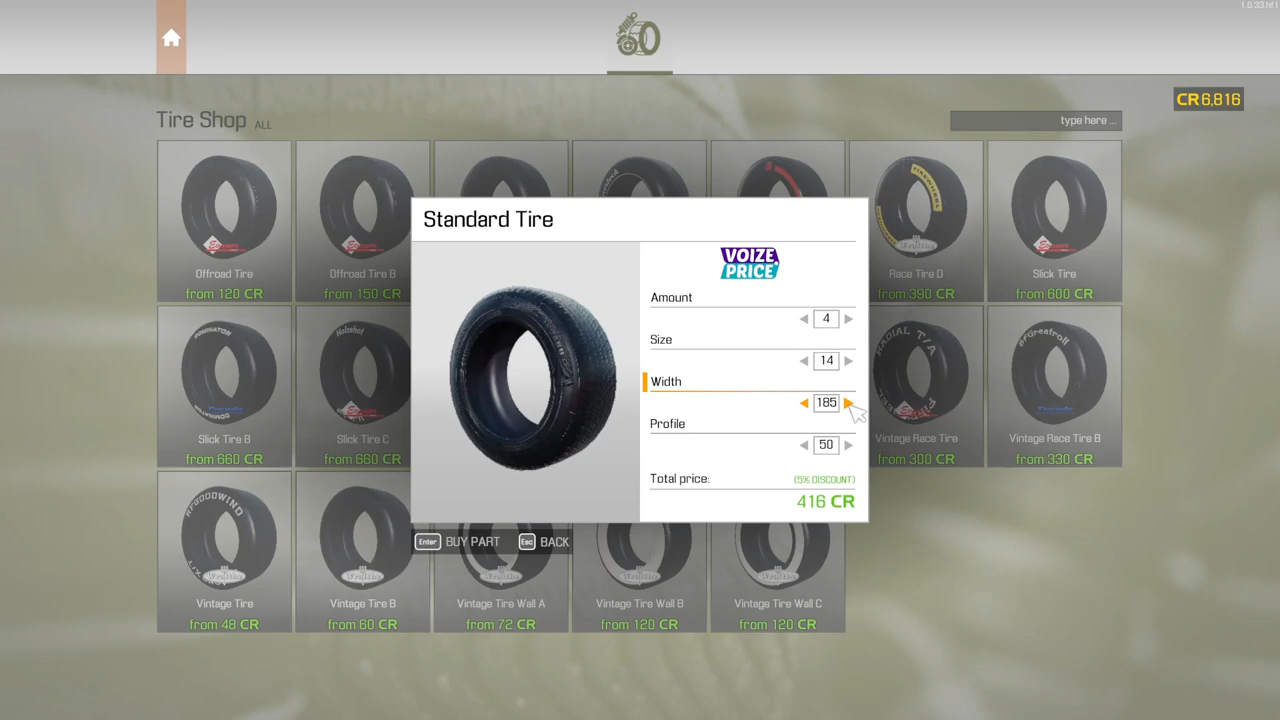 1.0.33.hf1
CR 6,816
Tire Shop ALL
type here ...
Offroad Tire
from 120 CR
Offroad Tire B
from 150 CR
Race Tire D
from 390 CR
Slick Tire
from 600 CR
Standard Tire
VOIZE
PRICE
Amount
4
Size
14
Width
185
Profile
50
Total price:
(5% DISCOUNT)
416 CR
Enter BUY PART
Esc BACK
DOMINATOR
Slick Tire B
from 660 CR
Slick Tire C
from 660 CR
RADIAL T/A
Vintage Race Tire
from 300 CR
BFGreatroll
Vintage Race Tire B
from 330 CR
Vintage Tire
from 48 CR
Vintage Tire B
from 60 CR
Vintage Tire Wall A
from 72 CR
Vintage Tire Wall B
from 120 CR
Vintage Tire Wall C
from 120 CR